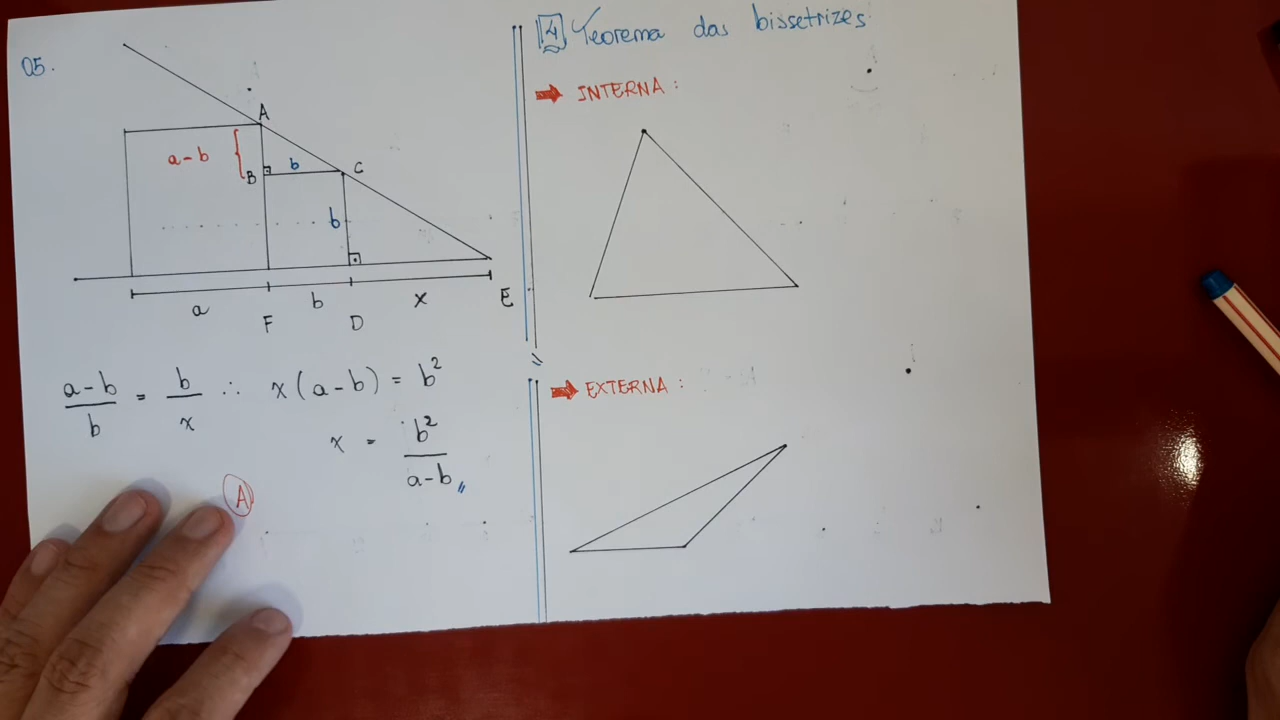 05.
A
a-b
b
B
C
b
a
b
x
E
F
D
a-b/b = b/x ∴ x(a-b) = b²
x = b²/a-b
A
4 Teorema das bissetrizes
INTERNA:
EXTERNA: